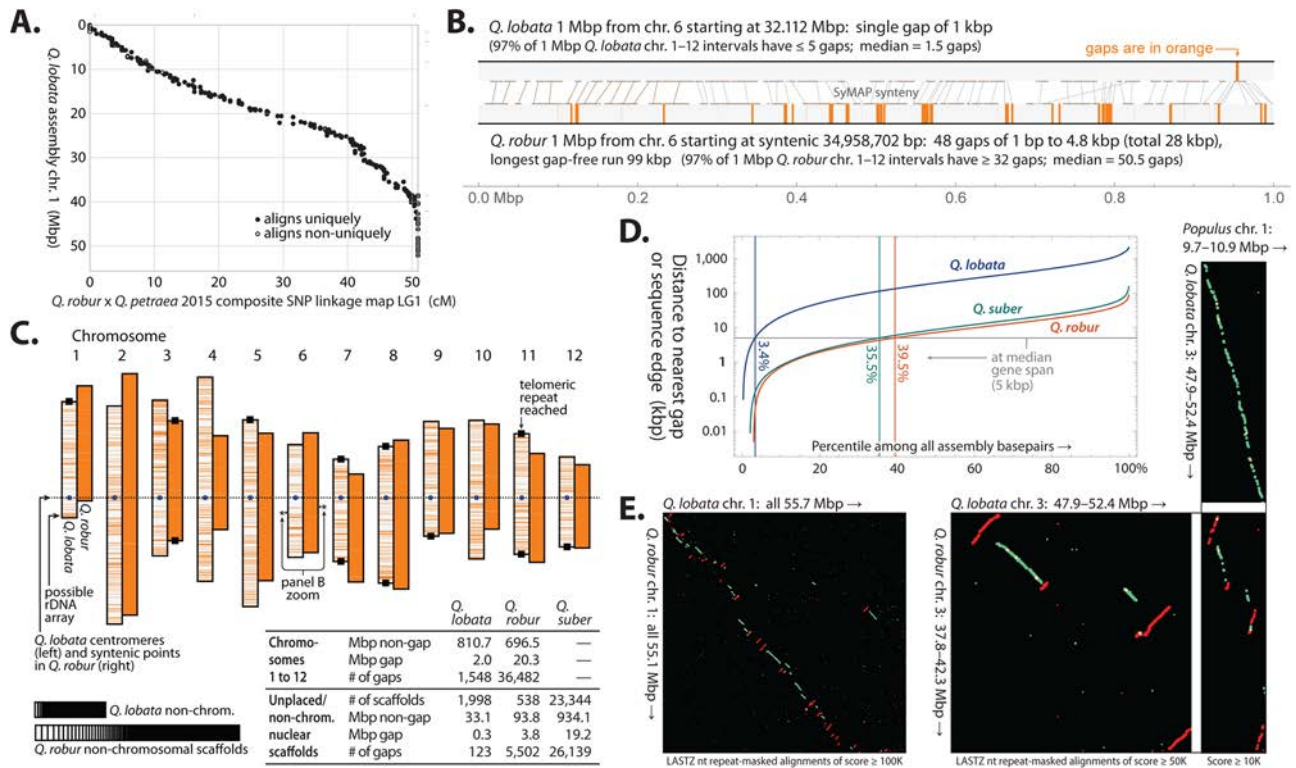 A.
Q. lobata assembly chr. 1 (Mbp)
0
10
20
30
40
50
aligns uniquely
aligns non-uniquely
0 10 20 30 40 50
Q. robur x Q. petraea 2015 composite SNP linkage map LG1 (cM)
B.
Q. lobata 1 Mbp from chr. 6 starting at 32.112 Mbp: single gap of 1 kbp
(97% of 1 Mbp Q. lobata chr. 1–12 intervals have ≤ 5 gaps; median = 1.5 gaps)
gaps are in orange
SyMAP synteny
Q. robur 1 Mbp from chr. 6 starting at syntenic 34,958,702 bp: 48 gaps of 1 bp to 4.8 kbp (total 28 kbp),
longest gap-free run 99 kbp (97% of 1 Mbp Q. robur chr. 1–12 intervals have ≥ 32 gaps; median = 50.5 gaps)
0.0 Mbp 0.2 0.4 0.6 0.8 1.0
C.
Chromosome
1 2 3 4 5 6 7 8 9 10 11 12
telomeric
repeat
reached
Q. robur
Q. lobata
possible
rDNA
array
panel B
zoom
Q. lobata centromeres
(left) and syntenic points
in Q. robur (right)
Q. lobata non-chrom.
Q. robur non-chromosomal scaffolds
Q. lobata Q. robur Q. suber
Chromo- Mbp non-gap 810.7 696.5 —
somes Mbp gap 2.0 20.3 —
1 to 12 # of gaps 1,548 36,482 —
Unplaced/ # of scaffolds 1,998 538 23,344
non-chrom. Mbp non-gap 33.1 93.8 934.1
nuclear Mbp gap 0.3 3.8 19.2
scaffolds # of gaps 123 5,502 26,139
D.
Distance to nearest gap
or sequence edge (kbp)
1,000
100
10
1
0.1
0.01
Q. lobata
Q. suber
Q. robur
3.4%
35.5%
39.5%
at median
gene span
(5 kbp)
Percentile among all assembly basepairs →
0 20 40 60 80 100%
Populus chr. 1:
9.7–10.9 Mbp →
Q. lobata chr. 3: 47.9–52.4 Mbp →
E.
Q. lobata chr. 1: all 55.7 Mbp →
Q. robur chr. 1: all 55.1 Mbp →
LASTZ nt repeat-masked alignments of score ≥ 100K
Q. lobata chr. 3: 47.9–52.4 Mbp →
Q. robur chr. 3: 37.8–42.3 Mbp →
LASTZ nt repeat-masked alignments of score ≥ 50K
Score ≥ 10K